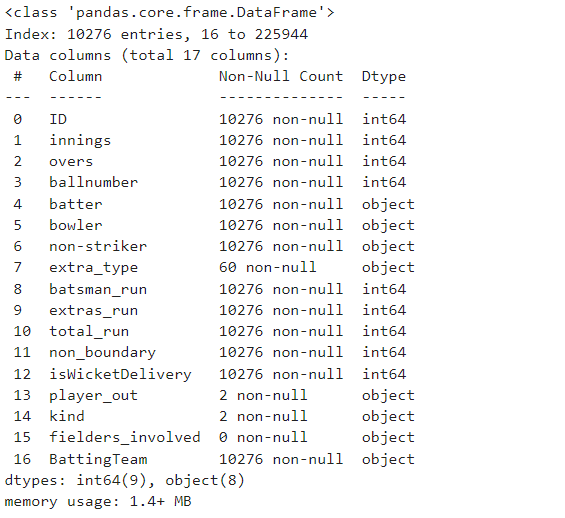 <class 'pandas.core.frame.DataFrame'>
Index: 10276 entries, 16 to 225944
Data columns (total 17 columns):
 #   Column             Non-Null Count  Dtype
---  ------             --------------  -----
 0   ID                 10276 non-null  int64
 1   innings            10276 non-null  int64
 2   overs              10276 non-null  int64
 3   ballnumber         10276 non-null  int64
 4   batter             10276 non-null  object
 5   bowler             10276 non-null  object
 6   non-striker        10276 non-null  object
 7   extra_type         60 non-null     object
 8   batsman_run        10276 non-null  int64
 9   extras_run         10276 non-null  int64
 10  total_run          10276 non-null  int64
 11  non_boundary       10276 non-null  int64
 12  isWicketDelivery   10276 non-null  int64
 13  player_out         2 non-null      object
 14  kind               2 non-null      object
 15  fielders_involved  0 non-null      object
 16  BattingTeam        10276 non-null  object
dtypes: int64(9), object(8)
memory usage: 1.4+ MB